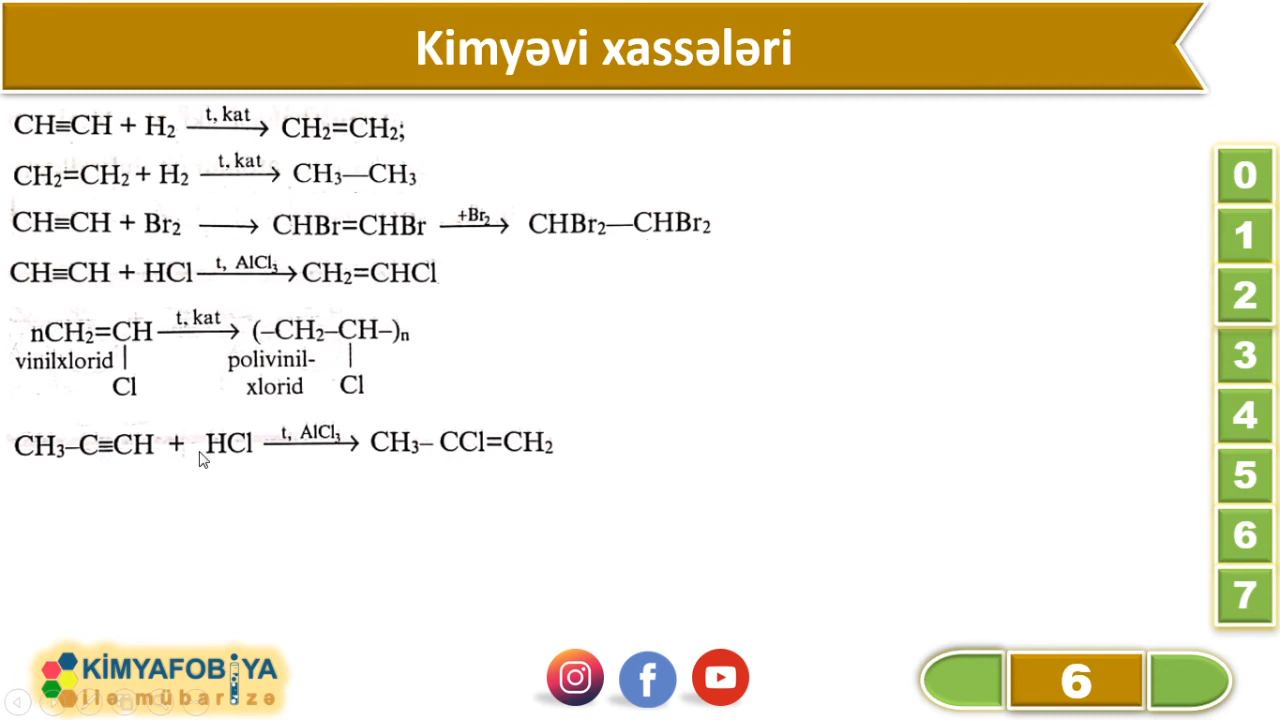 Kimyəvi xassələri
CH≡CH + H₂ t, kat → CH₂=CH₂;
CH₂=CH₂ + H₂ t, kat → CH₃—CH₃
CH≡CH + Br₂ → CHBr=CHBr +Br₂ → CHBr₂—CHBr₂
CH≡CH + HCl t, AlCl₃ → CH₂=CHCl
nCH₂=CH t, kat → (–CH₂–CH–)ₙ
vinilxlorid | polivinil- |
Cl xlorid Cl
CH₃–C≡CH + HCl t, AlCl₃ → CH₃– CCl=CH₂
0
1
2
3
4
5
6
7
KİMYAFOBİYA
ilə mübarizə
6